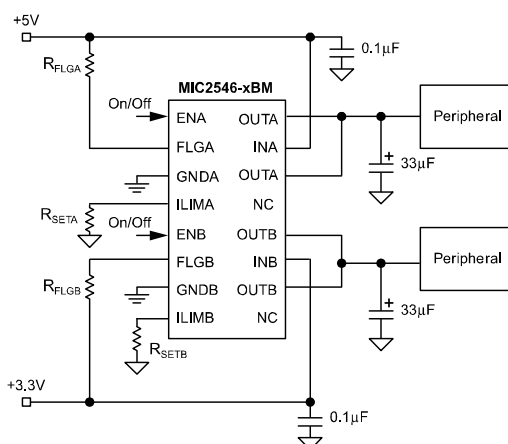 +5V
0.1μF
RFLGA
MIC2546-xBM
On/Off
ENA OUTA
Peripheral
FLGA INA
33μF
GNDA OUTA
RSETA
ILIMA NC
On/Off
ENB OUTB
FLGB INB
Peripheral
RFLGB
GNDB OUTB
33μF
ILIMB NC
RSETB
+3.3V
0.1μF